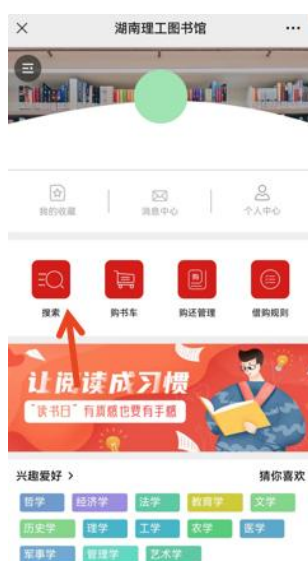 湖南理工图书馆
我的收藏 消息中心 个人中心
搜索 购书车 购还管理 借购规则
购
让阅读成习惯
“读书日”有质感也要有手感
兴趣爱好 > 猜你喜欢
哲学 经济学 法学 教育学 文学
历史学 理学 工学 农学 医学
军事学 管理学 艺术学